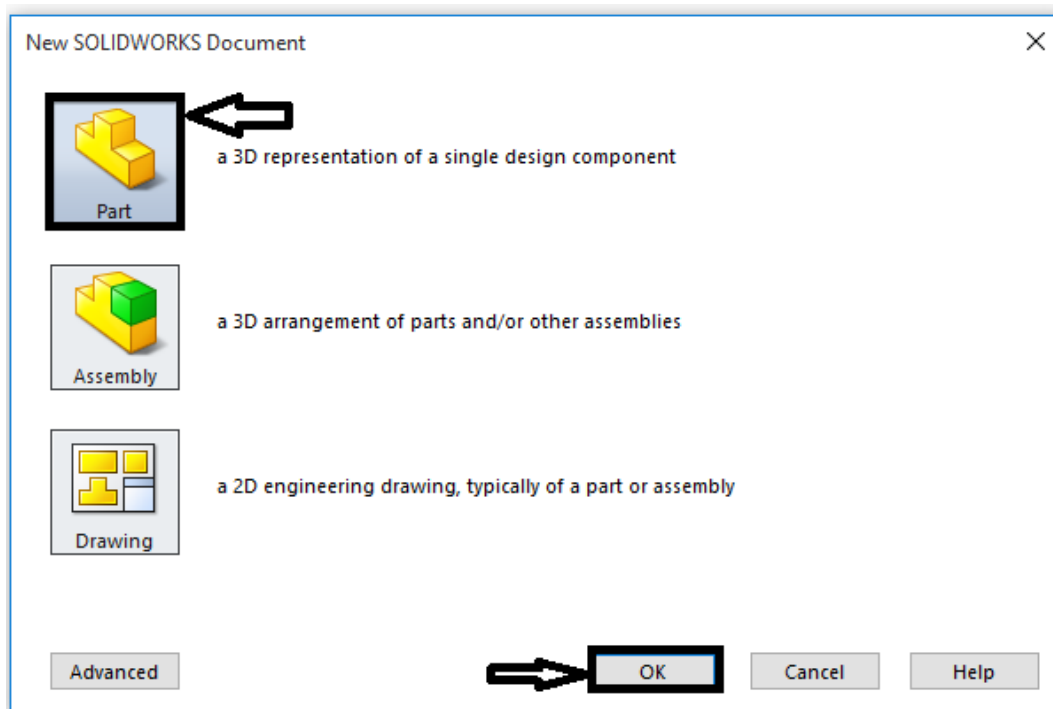 New SOLIDWORKS Document
Part
a 3D representation of a single design component
Assembly
a 3D arrangement of parts and/or other assemblies
Drawing
a 2D engineering drawing, typically of a part or assembly
Advanced OK Cancel Help